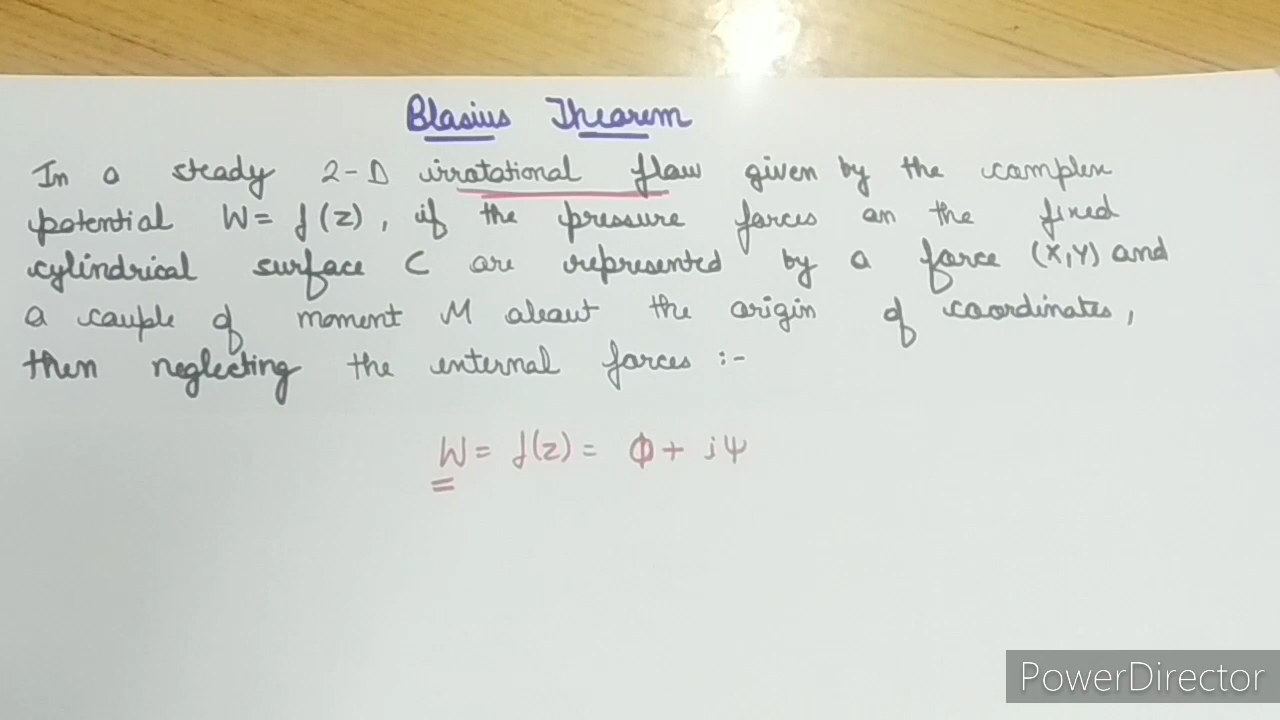 Blasius Theorem
In a steady 2-D irrotational flow given by the complex
potential W= f(z), if the pressure forces on the fixed
cylindrical surface C are represented by a force (X,Y) and
a couple of moment M about the origin of coordinates,
then neglecting the external forces :-
W = f(z) = Φ + iΨ
PowerDirector